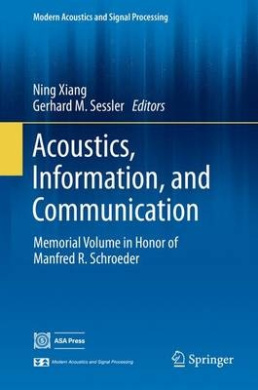 Modern Acoustics and Signal Processing
Ning Xiang
Gerhard M. Sessler Editors
Acoustics,
Information, and
Communication
Memorial Volume in Honor of
Manfred R. Schroeder
ASA Press
Modern Acoustics and Signal Processing
Springer